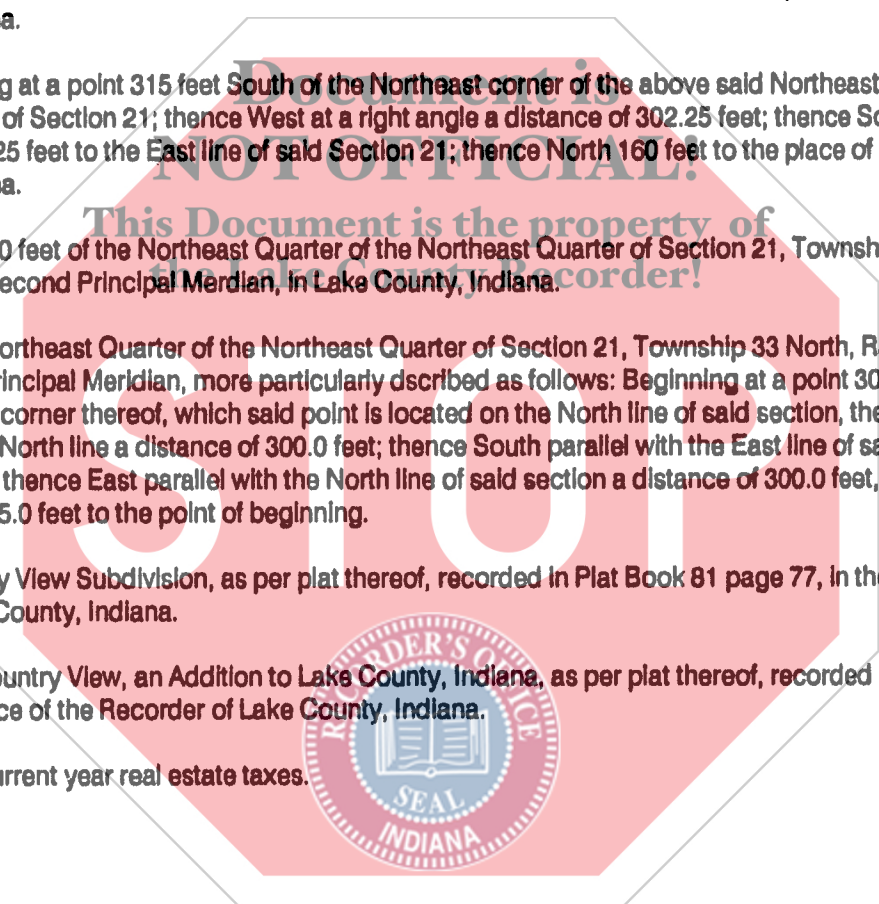 a.
g at a point 315 feet South of the Northeast corner of the above said Northeast
Document is
of Section 21; thence West at a right angle a distance of 302.25 feet; thence So
25 feet to the East line of said Section 21; thence North 160 feet to the place of
NOT OFFICIAL!
a.
This Document is the property of
0 feet of the Northeast Quarter of the Northeast Quarter of Section 21, Townsh
the Lake County Recorder!
econd Principal Merdian, in Lake County, Indiana.
ortheast Quarter of the Northeast Quarter of Section 21, Township 33 North, R
rincipal Meridian, more particularly dscribed as follows: Beginning at a point 30
corner thereof, which said point is located on the North line of said section, the
North line a distance of 300.0 feet; thence South parallel with the East line of sa
STOP
thence East parallel with the North line of said section a distance of 300.0 feet,
5.0 feet to the point of beginning.
y View Subdivision, as per plat thereof, recorded in Plat Book 81 page 77, in the
County, Indiana.
ountry View, an Addition to Lake County, Indiana, as per plat thereof, recorded
ce of the Recorder of Lake County, Indiana.
urrent year real estate taxes.
RECORDER'S OFFICE
SEAL
INDIANA